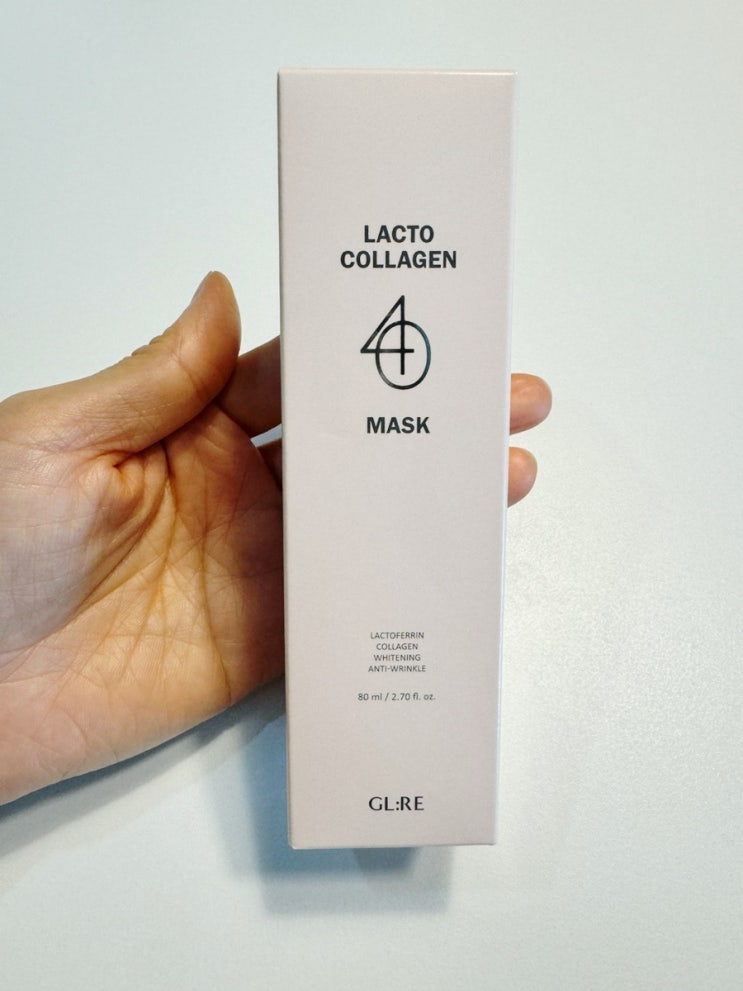 LACTO
COLLAGEN
40
MASK
LACTOFERRIN
COLLAGEN
WHITENING
ANTI-WRINKLE
80 ml / 2.70 fl. oz.
GL:RE